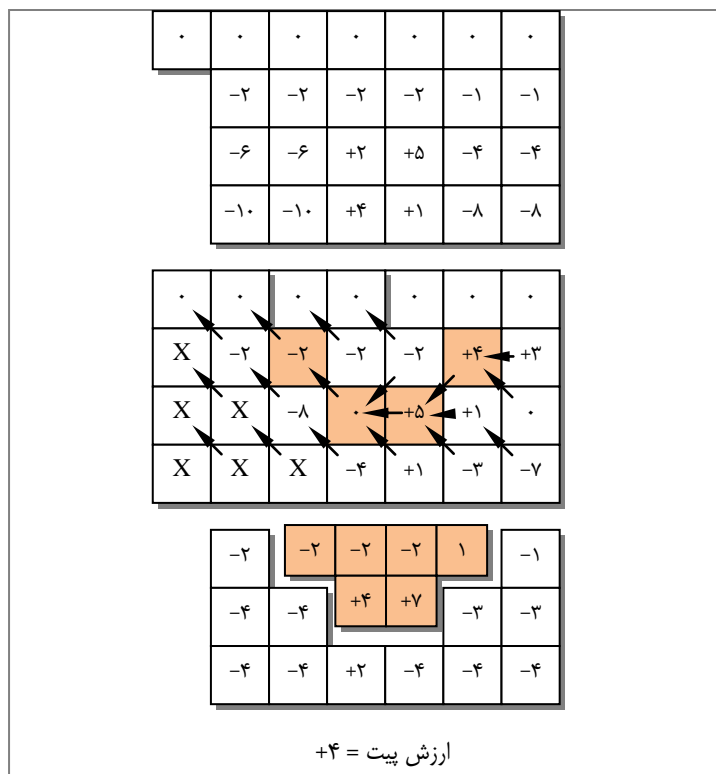 ۰ ۰ ۰ ۰ ۰ ۰ ۰
−۲ −۲ −۲ −۲ −۱ −۱
−۶ −۶ +۲ +۵ −۴ −۴
−۱۰ −۱۰ +۴ +۱ −۸ −۸
۰ ۰ ۰ ۰ ۰ ۰ ۰
X −۲ −۲ −۲ −۲ +۴ +۳
X X −۸ ۰ +۵ +۱ ۰
X X X −۴ +۱ −۳ −۷
−۲ −۲ −۲ −۲ ۱ −۱
−۴ −۴ +۴ +۷ −۳ −۳
−۴ −۴ +۲ −۴ −۴ −۴
ارزش پیت = ۴+